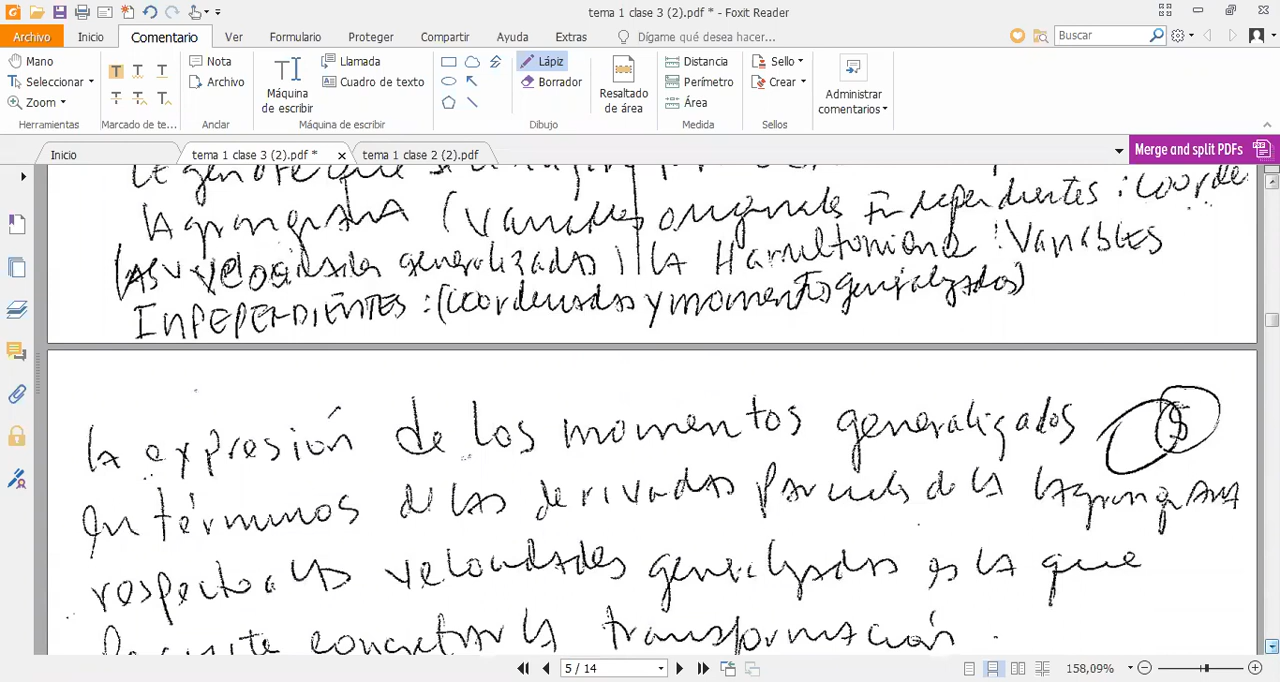 tema 1 clase 3 (2).pdf * - Foxit Reader
Archivo Inicio Comentario Ver Formulario Proteger Compartir Ayuda Extras Dígame qué desea hacer... Buscar
Mano
Seleccionar
Zoom
Herramientas
T T T
T T T
Marcado de te...
Nota
Archivo
Anclar
Máquina
de escribir
Llamada
Cuadro de texto
Máquina de escribir
Lápiz
Borrador
Dibujo
Resaltado
de área
Distancia
Perímetro
Área
Medida
Sello
Crear
Sellos
Administrar
comentarios
Inicio tema 1 clase 3 (2).pdf * tema 1 clase 2 (2).pdf Merge and split PDFs
que
Lagrangiana (Variables originales Independientes : Coorde
las velocidades generalizadas) la Hamiltoniana : Variables
INDEPENDIENTES : (Coordenadas y momentos generalizados)
5
la expresión de los momentos generalizados
en términos de las derivadas parciales de la Lagrangiana
respecto a las velocidades generalizadas es la que
permite concretar la transformación.
5 / 14 158,09%